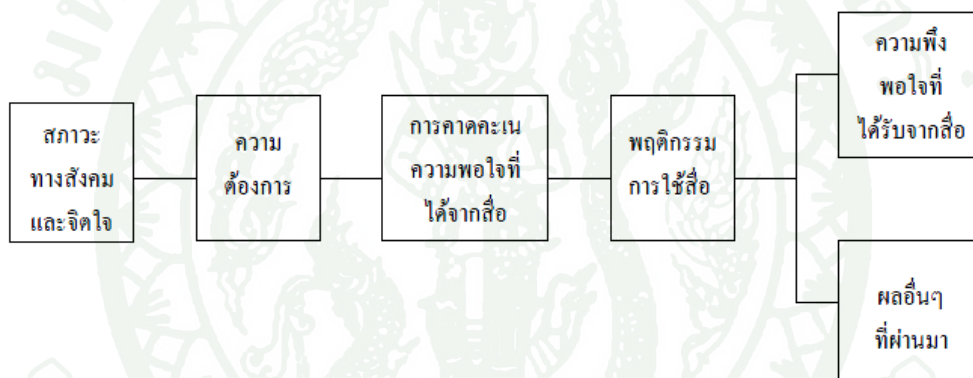 สภาวะ
ทางสังคม
และจิตใจ
ความ
ต้องการ
การคาดคะเน
ความพอใจที่
ได้จากสื่อ
พฤติกรรม
การใช้สื่อ
ความพึง
พอใจที่
ได้รับจากสื่อ
ผลอื่นๆ
ที่ผ่านมา